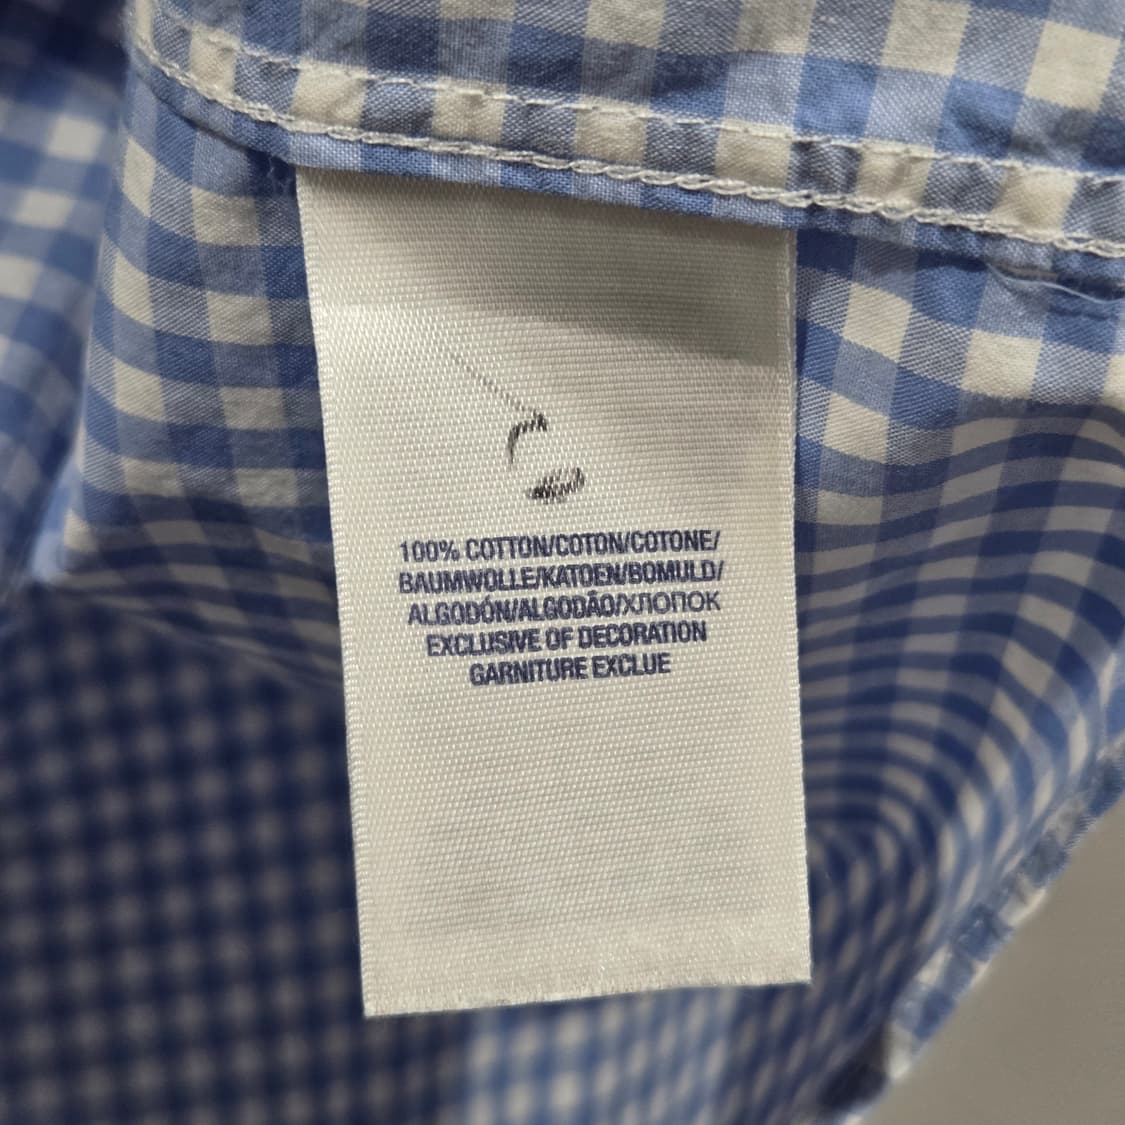 100% COTTON/COTON/COTONE/
BAUMWOLLE/KATOEN/BOMULD/
ALGODÓN/ALGODÃO/ХЛОПОК
EXCLUSIVE OF DECORATION
GARNITURE EXCLUE